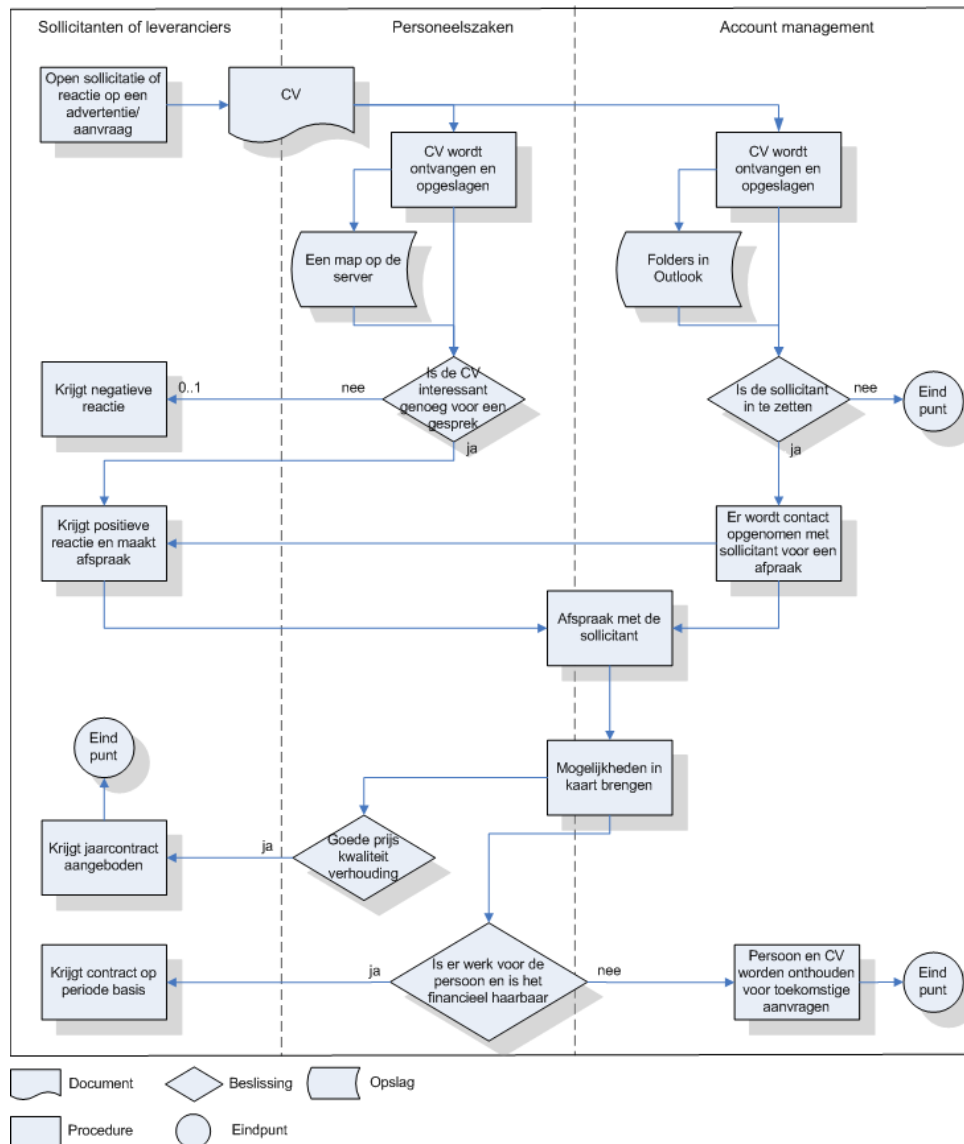 Sollicitanten of leveranciers
Personeelszaken
Account management
Open sollicitatie of
reactie op een
advertentie/
aanvraag
CV
CV wordt
ontvangen en
opgeslagen
CV wordt
ontvangen en
opgeslagen
Een map op de
server
Folders in
Outlook
Krijgt negatieve
reactie
0..1
nee
Is de CV
interessant
genoeg voor een
gesprek
ja
Is de sollicitant
in te zetten
nee
Eind
punt
ja
Krijgt positieve
reactie en maakt
afspraak
Er wordt contact
opgenomen met
sollicitant voor een
afpraak
Afspraak met de
sollicitant
Eind
punt
Mogelijkheden in
kaart brengen
Krijgt jaarcontract
aangeboden
ja
Goede prijs
kwaliteit
verhouding
Krijgt contract op
periode basis
ja
Is er werk voor de
persoon en is het
financieel haarbaar
nee
Persoon en CV
worden onthouden
voor toekomstige
aanvragen
Eind
punt
Document
Beslissing
Opslag
Procedure
Eindpunt